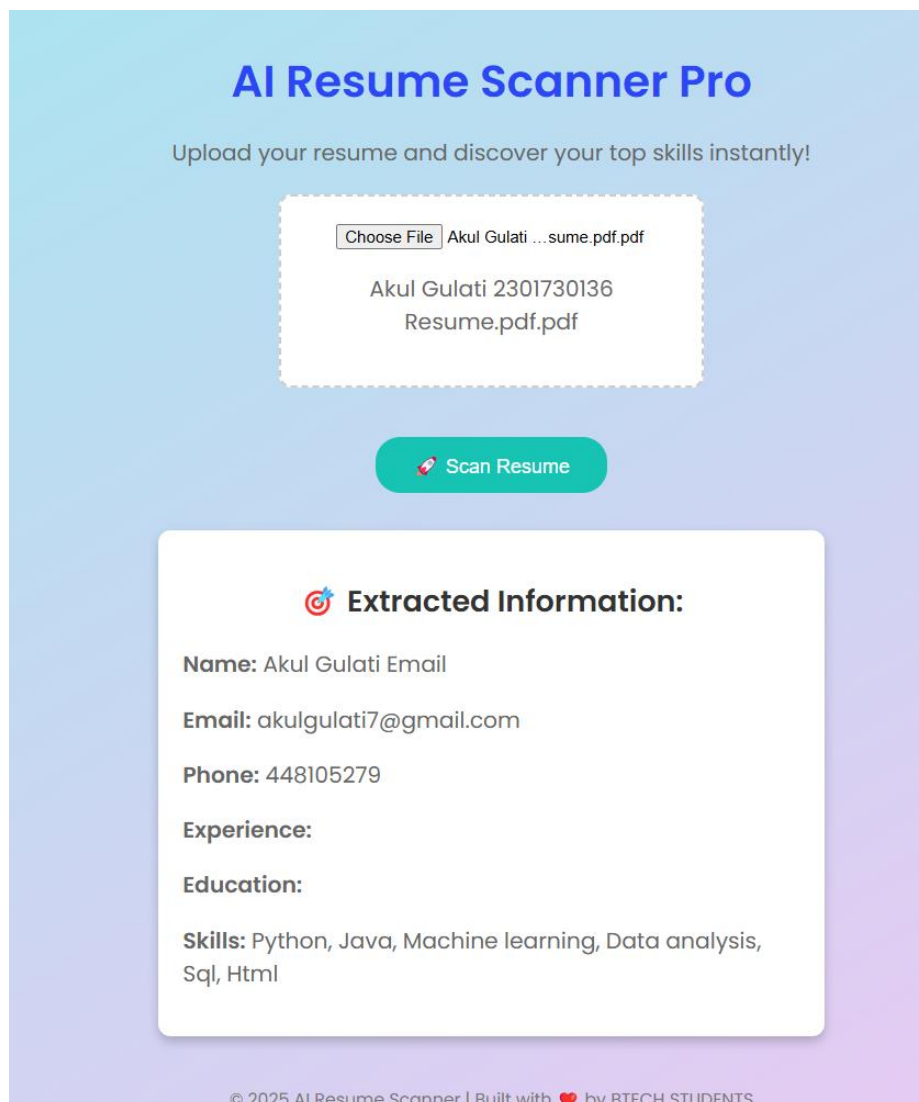 AI Resume Scanner Pro
Upload your resume and discover your top skills instantly!
Choose File Akul Gulati ...sume.pdf.pdf
Akul Gulati 2301730136
Resume.pdf.pdf
🚀 Scan Resume
🎯 Extracted Information:
Name: Akul Gulati Email
Email: akulgulati7@gmail.com
Phone: 448105279
Experience:
Education:
Skills: Python, Java, Machine learning, Data analysis,
Sql, Html
© 2025 AI Resume Scanner | Built with ❤️ by BTECH STUDENTS